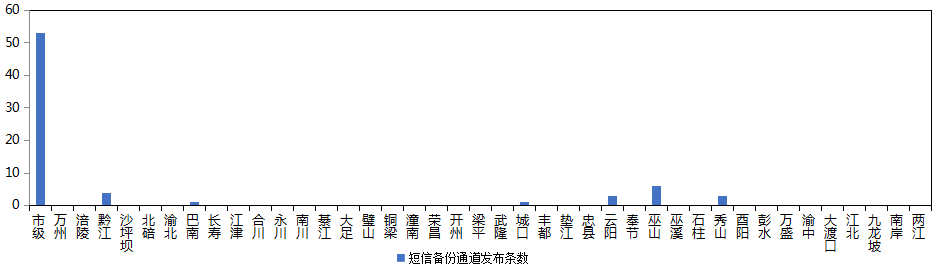 60
50
40
30
20
10
0
市级
万州
涪陵
黔江
沙坪坝
北碚
渝北
巴南
长寿
江津
合川
永川
南川
綦江
大足
璧山
铜梁
潼南
荣昌
开州
梁平
武隆
城口
丰都
垫江
忠县
云阳
奉节
巫山
巫溪
石柱
秀山
酉阳
彭水
万盛
渝中
大渡口
江北
九龙坡
南岸
两江
短信备份通道发布条数